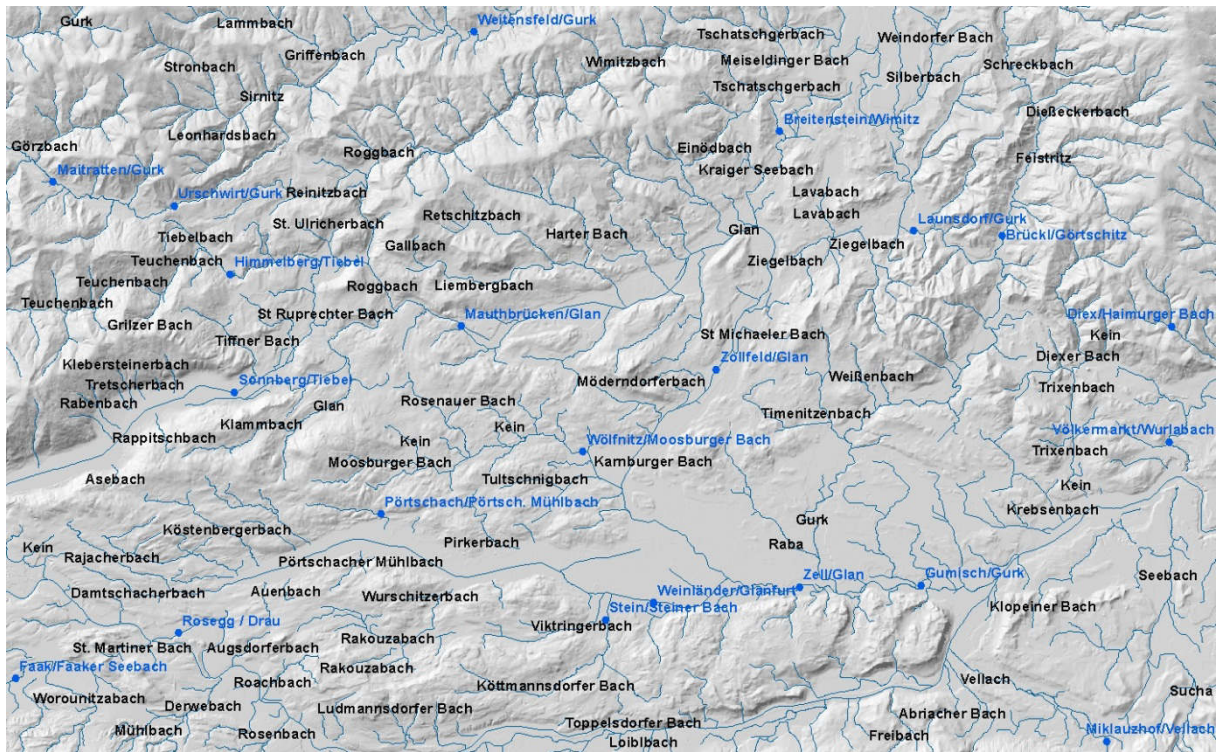 Gurk
Lammbach
Weitensfeld/Gurk
Tschatschgerbach
Weindorfer Bach
Griffenbach
Stronbach
Wimitzbach
Meiseldinger Bach
Schreckbach
Silberbach
Tschatschgerbach
Sirnitz
Dießeckerbach
Leonhardsbach
Breitenstein/Wimitz
Görzbach
Roggbach
Einödbach
Feistritz
Maitratten/Gurk
Kraiger Seebach
Urschwirt/Gurk
Reinitzbach
Lavabach
Retschitzbach
Lavabach
St. Ulricherbach
Launsdorf/Gurk
Harter Bach
Glan
Brückl/Görtschitz
Tiebelbach
Gallbach
Ziegelbach
Teuchenbach
Himmelberg/Tiebel
Ziegelbach
Teuchenbach
Roggbach
Liembergbach
Teuchenbach
St Ruprechter Bach
Mauthbrücken/Glan
Diex/Haimurger Bach
Grilzer Bach
St Michaeler Bach
Kein
Tiffner Bach
Diexer Bach
Klebersteinerbach
Zollfeld/Glan
Tretscherbach
Sonnberg/Tiebel
Möderndorferbach
Weißenbach
Trixenbach
Rabenbach
Glan
Rosenauer Bach
Timenitzenbach
Klammbach
Kein
Völkermarkt/Wurlabach
Rappitschbach
Kein
Wölfnitz/Moosburger Bach
Trixenbach
Moosburger Bach
Karnburger Bach
Asebach
Tultschnigbach
Kein
Pörtschach/Pörtsch. Mühlbach
Krebsenbach
Köstenbergerbach
Gurk
Kein
Pirkerbach
Raba
Rajacherbach
Pörtschacher Mühlbach
Seebach
Damtschacherbach
Auenbach
Wurschitzerbach
Weinländer/Glanfurt
Zell/Glan
Gumisch/Gurk
Stein/Steiner Bach
Klopeiner Bach
Rosegg / Drau
Viktringerbach
St. Martiner Bach
Augsdorferbach
Rakouzabach
Faak/Faaker Seebach
Rakouzabach
Roachbach
Köttmannsdorfer Bach
Vellach
Worounitzabach
Sucha
Derwebach
Ludmannsdorfer Bach
Abriacher Bach
Mühlbach
Rosenbach
Toppelsdorfer Bach
Freibach
Loiblbach
Miklauzhof/Vellach